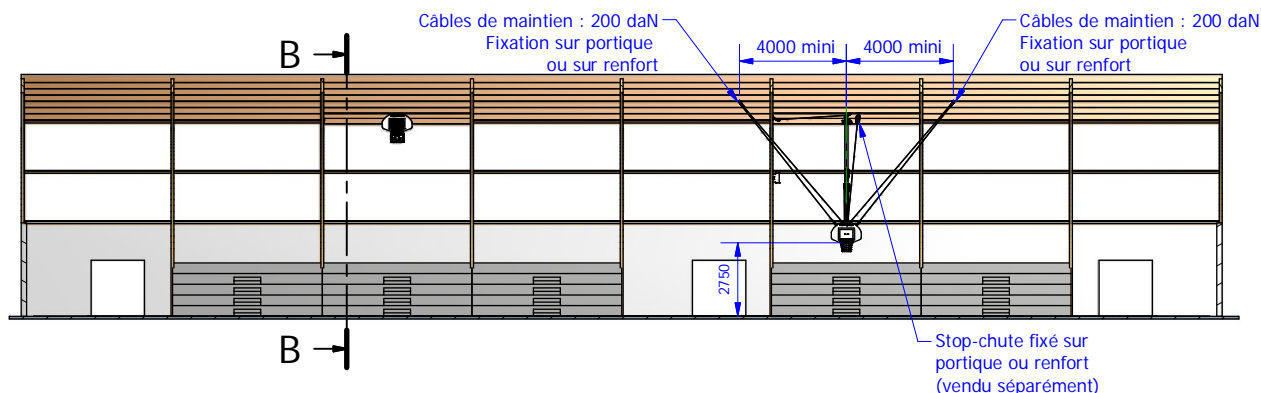 Câbles de maintien : 200 daN
Fixation sur portique
ou sur renfort
4000 mini
4000 mini
Câbles de maintien : 200 daN
Fixation sur portique
ou sur renfort
B
2750
B
Stop-chute fixé sur
portique ou renfort
(vendu séparément)